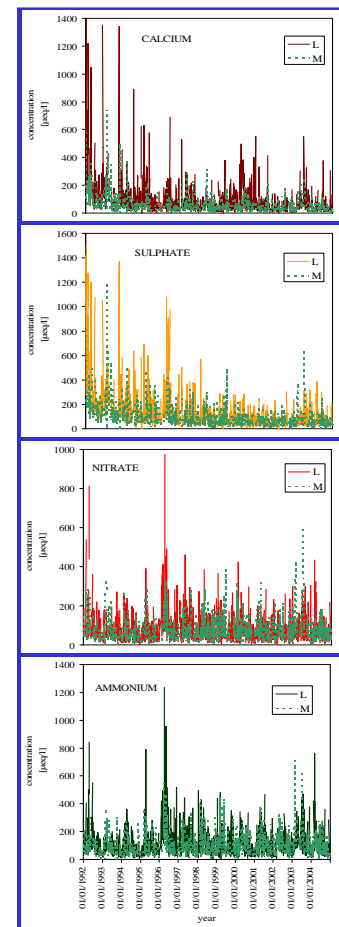 CALCIUM
L
M
concentration
[µeq/l]
1400
1200
1000
800
600
400
200
0
SULPHATE
L
M
concentration
[µeq/l]
1600
1400
1200
1000
800
600
400
200
0
NITRATE
L
M
concentration
[µeq/l]
1000
800
600
400
200
0
AMMONIUM
L
M
concentration
[µeq/l]
1400
1200
1000
800
600
400
200
0
01/01/1992
01/01/1993
01/01/1994
01/01/1995
01/01/1996
01/01/1997
01/01/1998
01/01/1999
01/01/2000
01/01/2001
01/01/2002
01/01/2003
01/01/2004
year